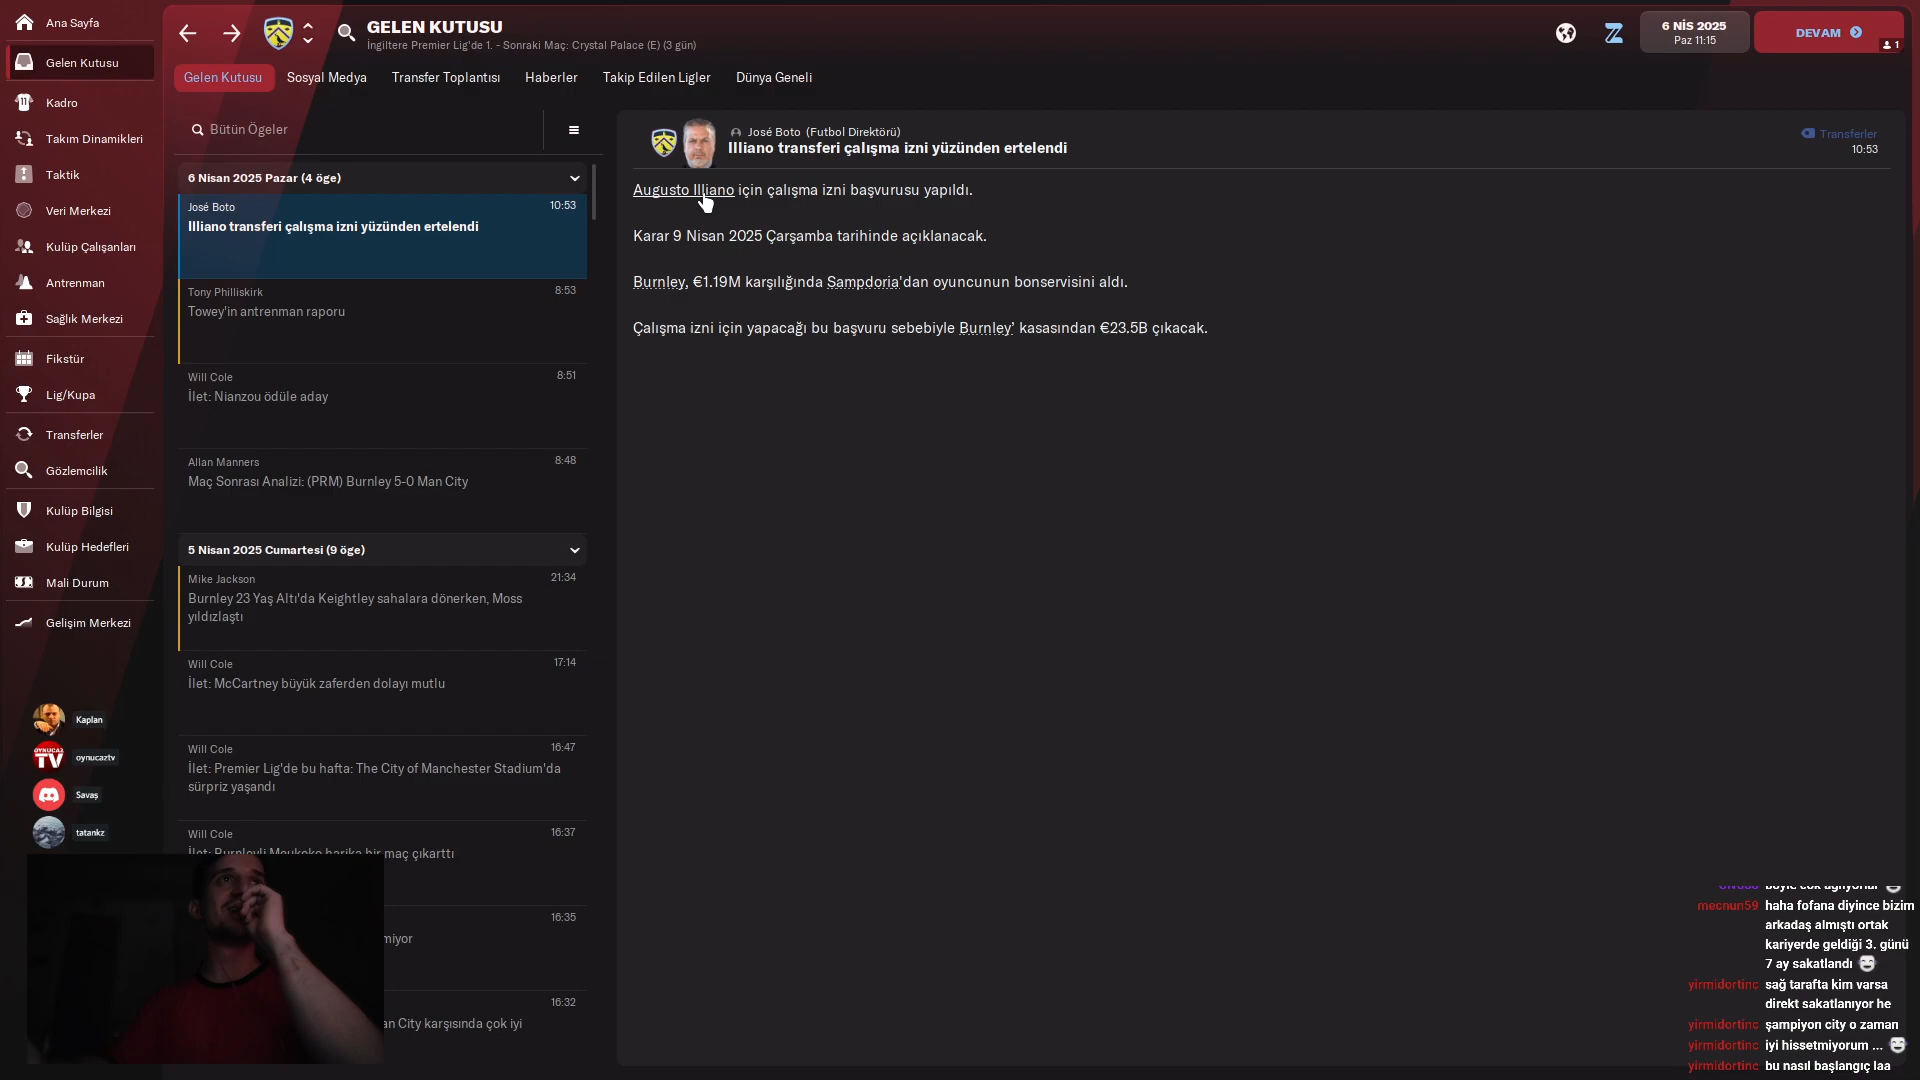 Ana Sayfa
Gelen Kutusu
Kadro
Takım Dinamikleri
Taktik
Veri Merkezi
Kulüp Çalışanları
Antrenman
Sağlık Merkezi
Fikstür
Lig/Kupa
Transferler
Gözlemcilik
Kulüp Bilgisi
Kulüp Hedefleri
Mali Durum
Gelişim Merkezi
Kaplan
OYNUCAZ
TV
oynucaztv
Savaş
tatankz
GELEN KUTUSU
İngiltere Premier Lig'de 1. - Sonraki Maç: Crystal Palace (E) (3 gün)
6 NİS 2025
Paz 11:15
DEVAM
1
Gelen Kutusu
Sosyal Medya
Transfer Toplantısı
Haberler
Takip Edilen Ligler
Dünya Geneli
Bütün Ögeler
6 Nisan 2025 Pazar (4 öge)
José Boto 10:53
Illiano transferi çalışma izni yüzünden ertelendi
Tony Philliskirk 8:53
Towey'in antrenman raporu
Will Cole 8:51
İlet: Nianzou ödüle aday
Allan Manners 8:48
Maç Sonrası Analizi: (PRM) Burnley 5-0 Man City
5 Nisan 2025 Cumartesi (9 öge)
Mike Jackson 21:34
Burnley 23 Yaş Altı'da Keightley sahalara dönerken, Moss
yıldızlaştı
Will Cole 17:14
İlet: McCartney büyük zaferden dolayı mutlu
Will Cole 16:47
İlet: Premier Lig'de bu hafta: The City of Manchester Stadium'da
sürpriz yaşandı
Will Cole 16:37
İlet: Burnleyli Moukoko harika bir maç çıkarttı
16:35
miyor
16:32
an City karşısında çok iyi
José Boto (Futbol Direktörü)
Illiano transferi çalışma izni yüzünden ertelendi
Transferler
10:53
Augusto Illiano için çalışma izni başvurusu yapıldı.
Karar 9 Nisan 2025 Çarşamba tarihinde açıklanacak.
Burnley, €1.19M karşılığında Sampdoria'dan oyuncunun bonservisini aldı.
Çalışma izni için yapacağı bu başvuru sebebiyle Burnley’ kasasından €23.5B çıkacak.
mecnun59 haha fofana diyince bizim
arkadaş almıştı ortak
kariyerde geldiği 3. günü
7 ay sakatlandı
yirmidortinc sağ tarafta kim varsa
direkt sakatlanıyor he
yirmidortinc şampiyon city o zaman
yirmidortinc iyi hissetmiyorum ...
yirmidortinc bu nasıl başlangıç laa